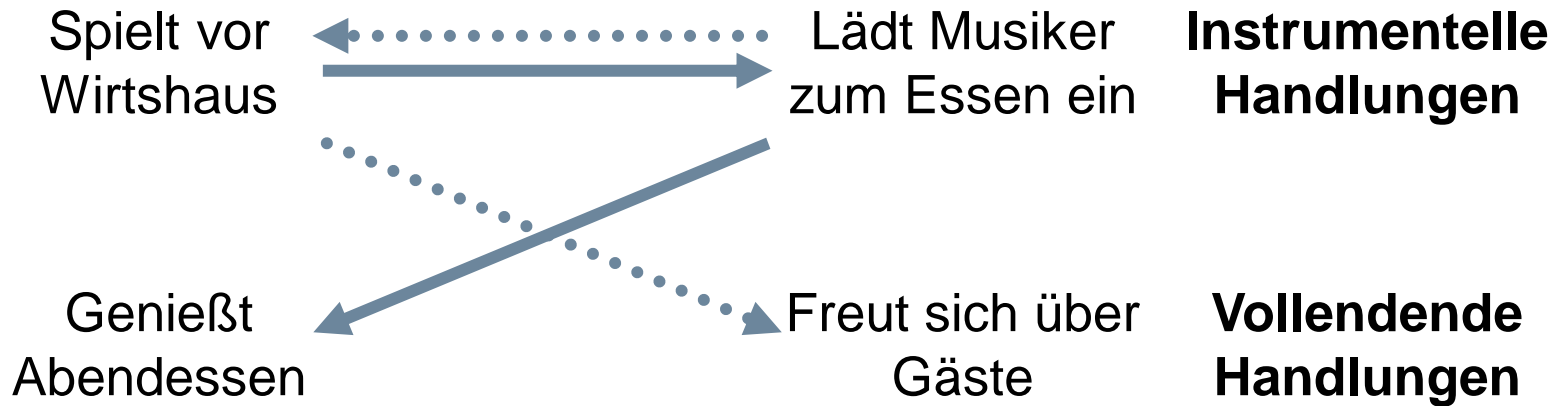 Spielt vor
Wirtshaus
Lädt Musiker
zum Essen ein
Instrumentelle
Handlungen
Genießt
Abendessen
Freut sich über
Gäste
Vollendende
Handlungen